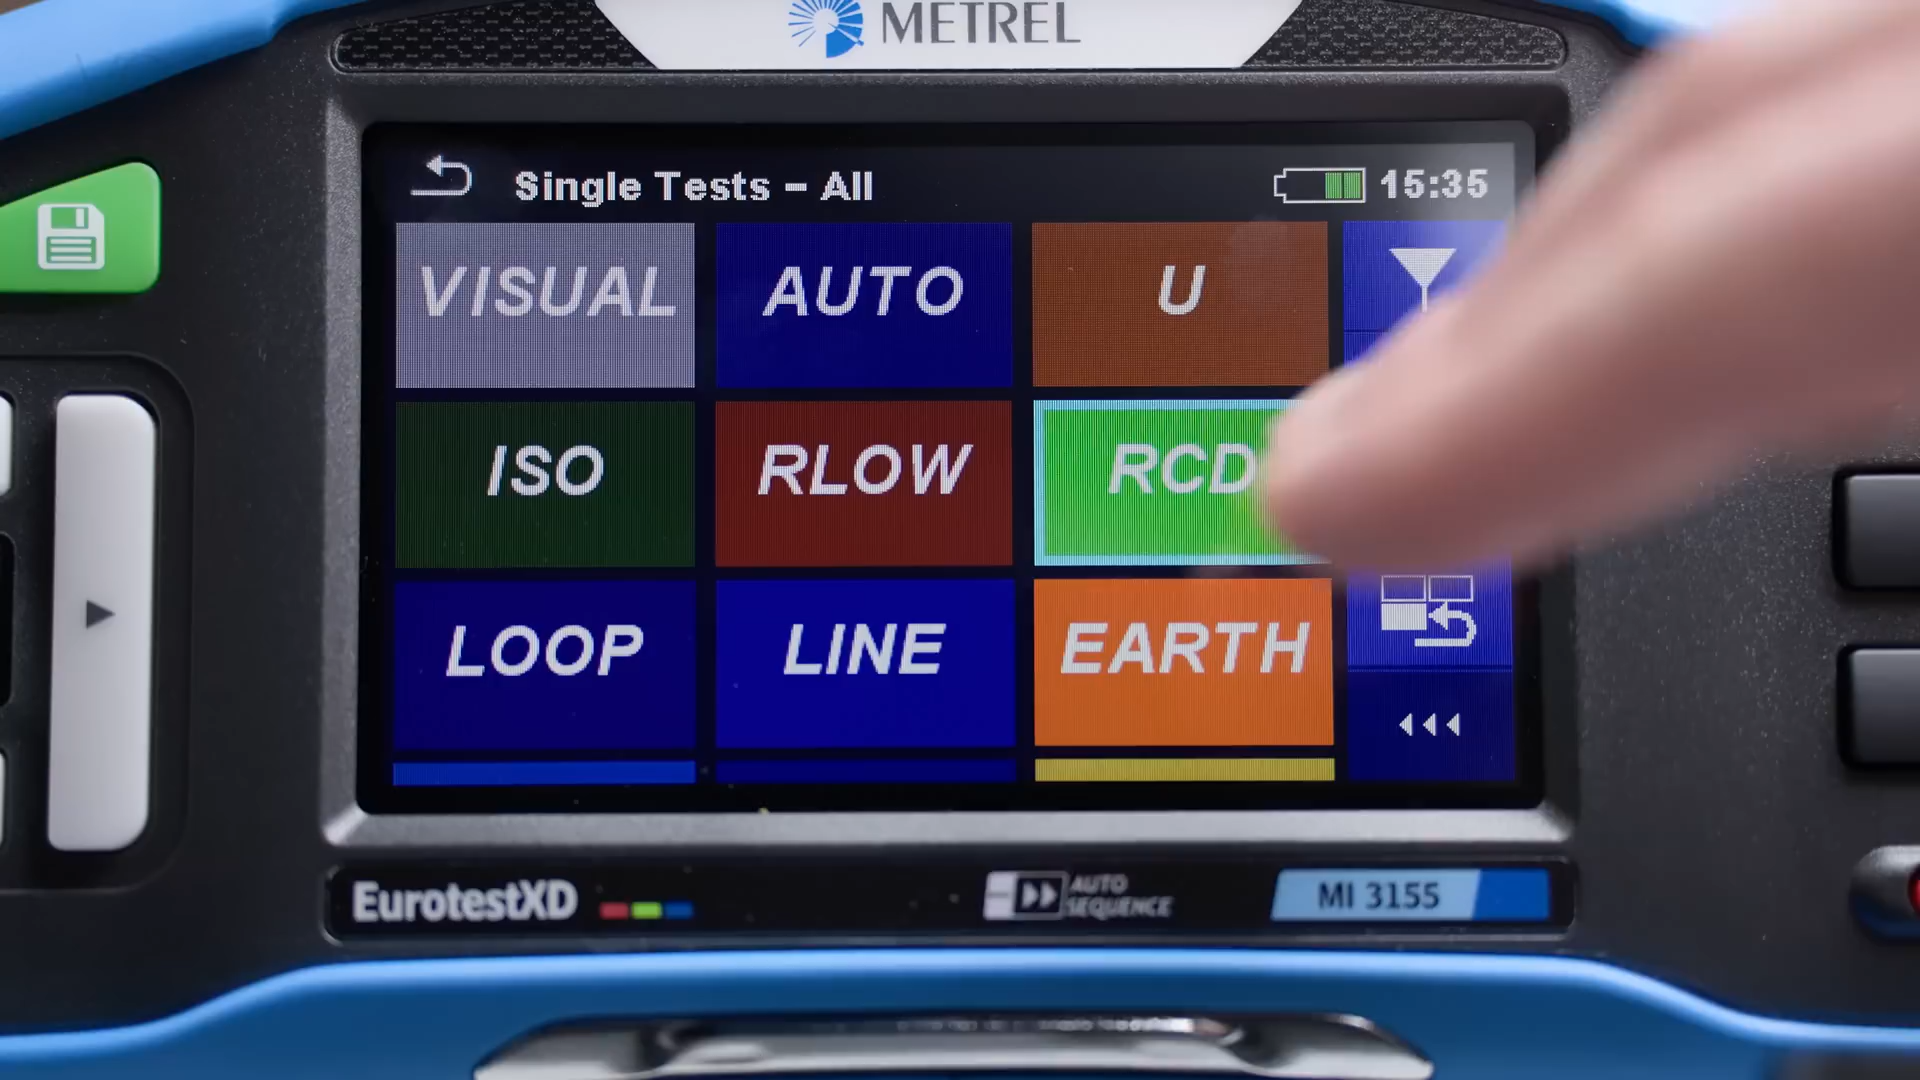 METREL
Single Tests - All
15:35
VISUAL
AUTO
U
ISO
RLOW
RCD
LOOP
LINE
EARTH
EurotestXD
AUTO
SEQUENCE
MI 3155